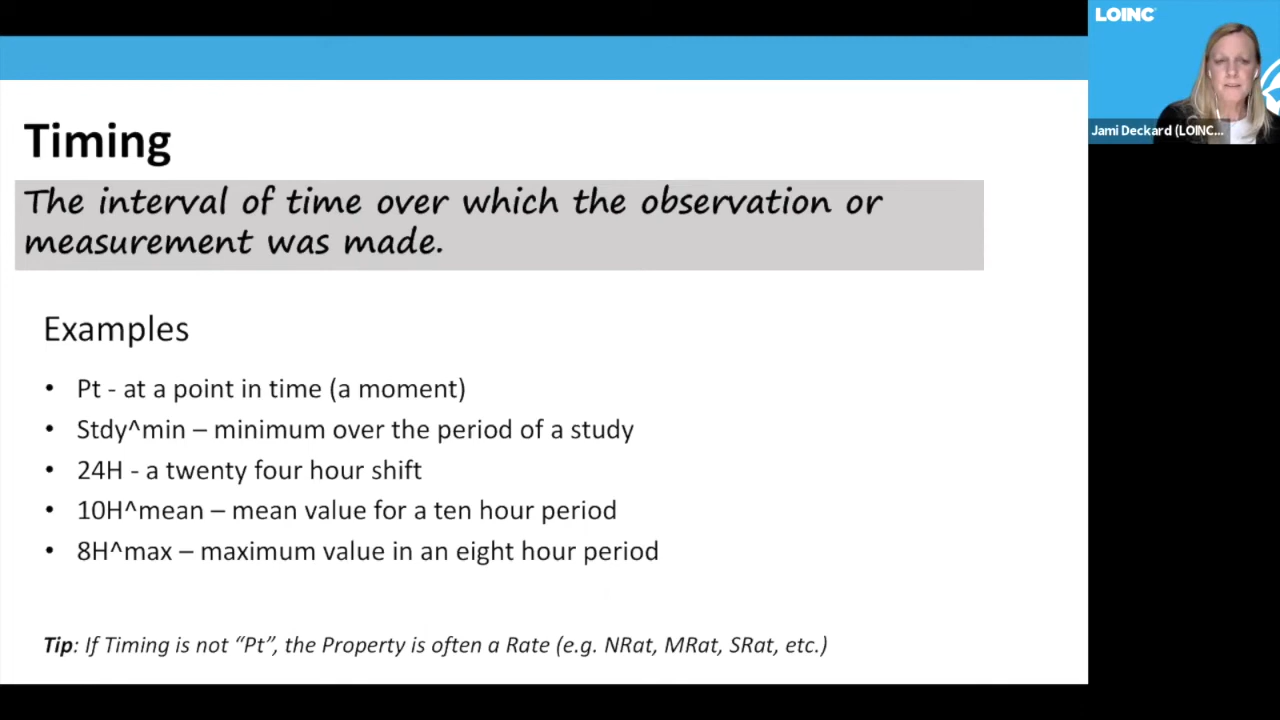 LOINC
Jami Deckard (LOINC...
Timing
The interval of time over which the observation or
measurement was made.
Examples
• Pt - at a point in time (a moment)
• Stdy^min – minimum over the period of a study
• 24H - a twenty four hour shift
• 10H^mean – mean value for a ten hour period
• 8H^max – maximum value in an eight hour period
Tip: If Timing is not “Pt”, the Property is often a Rate (e.g. NRat, MRat, SRat, etc.)